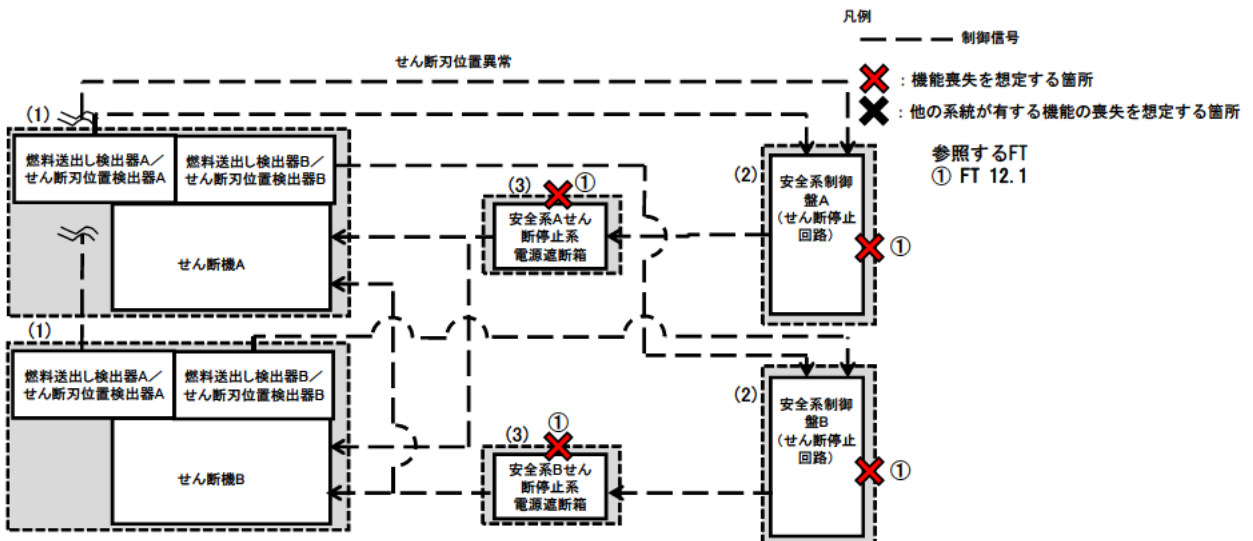 凡例
制御信号
せん断刃位置異常
：機能喪失を想定する箇所
：他の系統が有する機能の喪失を想定する箇所
参照するFT
① FT 12.1
(1)
燃料送出し検出器A／
せん断刃位置検出器A
燃料送出し検出器B／
せん断刃位置検出器B
せん断機A
(3)
①
安全系Aせん
断停止系
電源遮断箱
(2)
安全系制御
盤A
（せん断停止
回路）
①
(1)
燃料送出し検出器A／
せん断刃位置検出器A
燃料送出し検出器B／
せん断刃位置検出器B
せん断機B
(3)
①
安全系Bせん
断停止系
電源遮断箱
(2)
安全系制御
盤B
（せん断停止
回路）
①